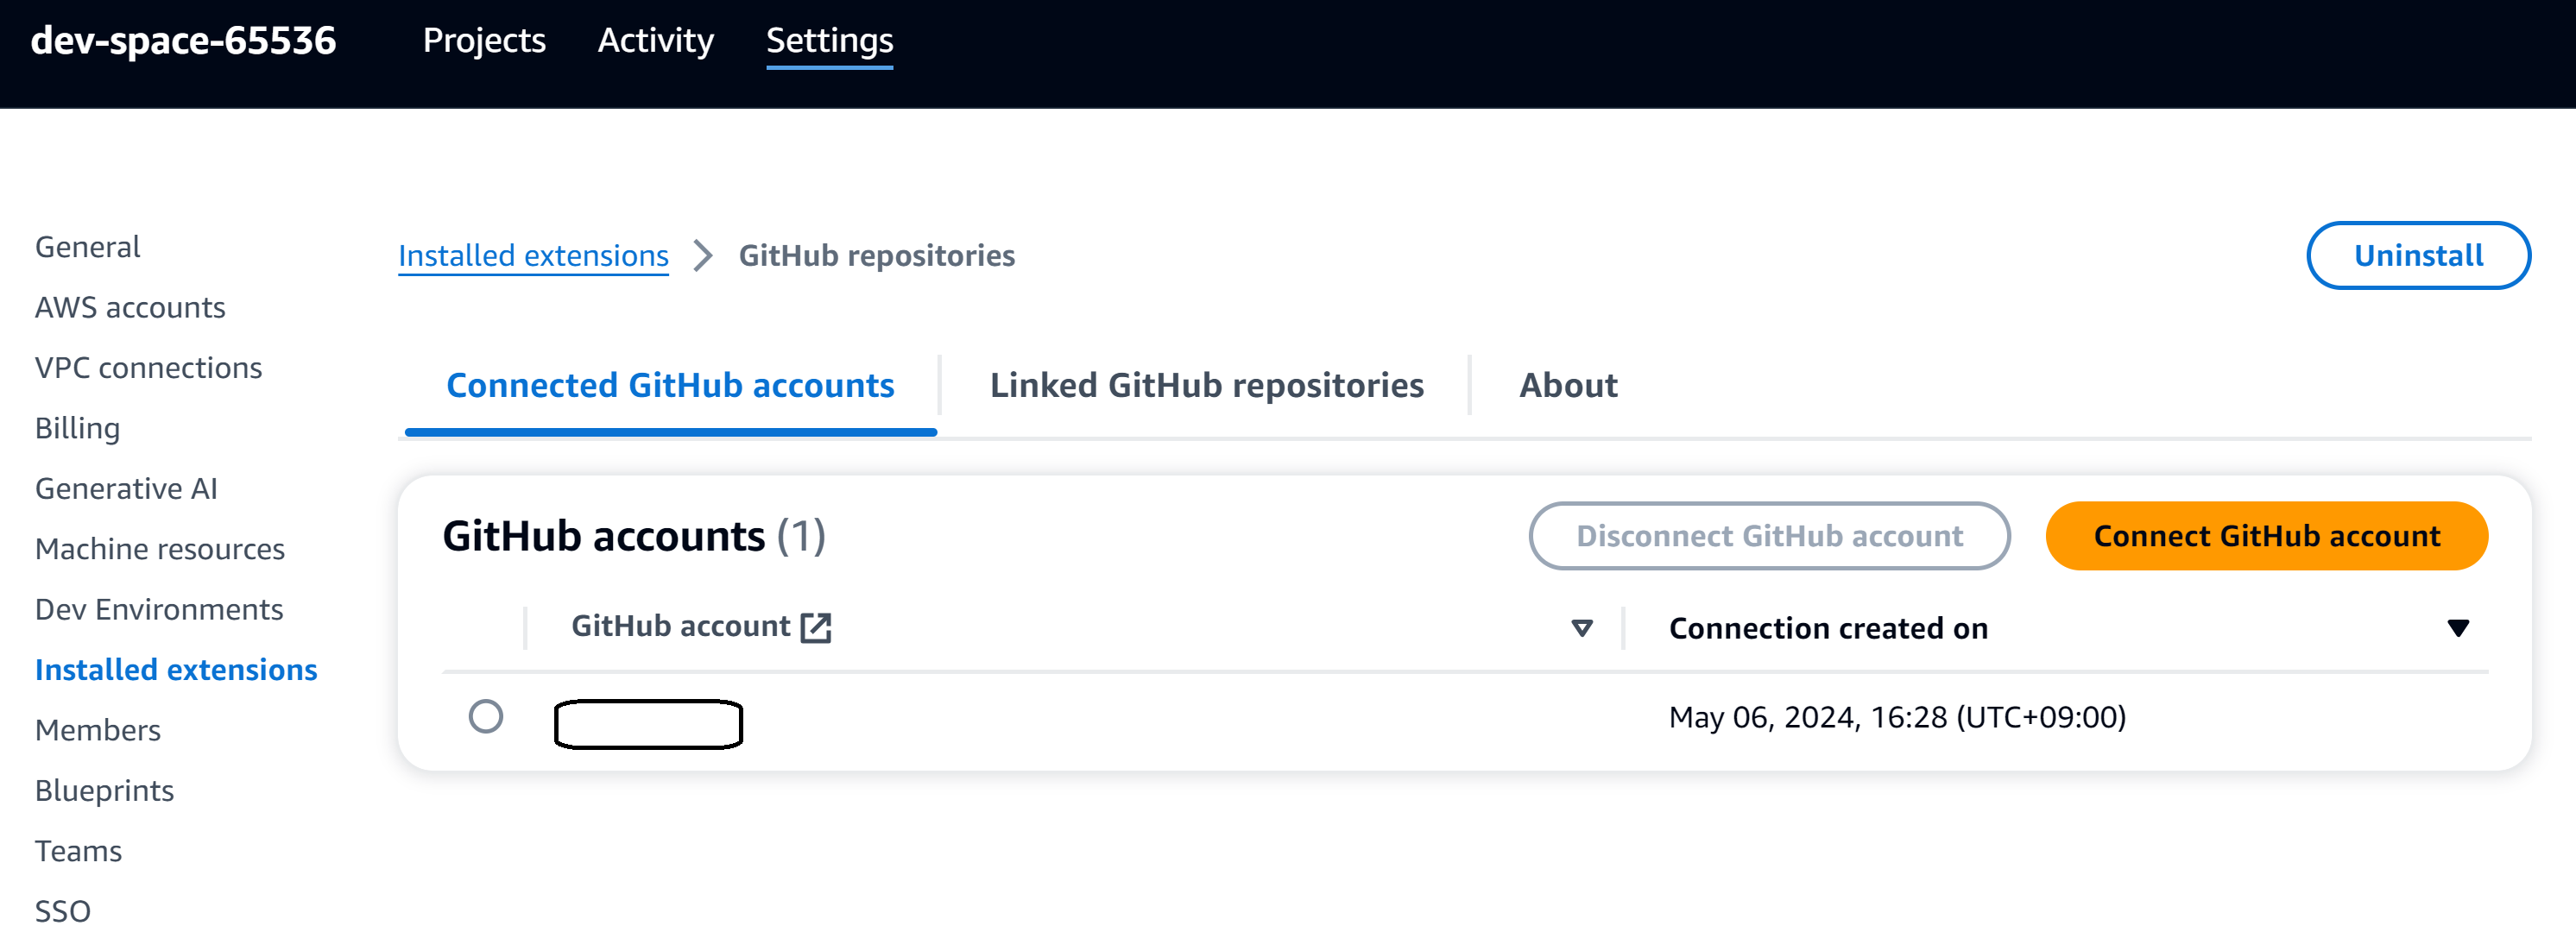 dev-space-65536 Projects Activity Settings
General
AWS accounts
VPC connections
Billing
Generative AI
Machine resources
Dev Environments
Installed extensions
Members
Blueprints
Teams
SSO
Installed extensions GitHub repositories
Uninstall
Connected GitHub accounts Linked GitHub repositories About
GitHub accounts (1)
Disconnect GitHub account Connect GitHub account
GitHub account Connection created on
May 06, 2024, 16:28 (UTC+09:00)